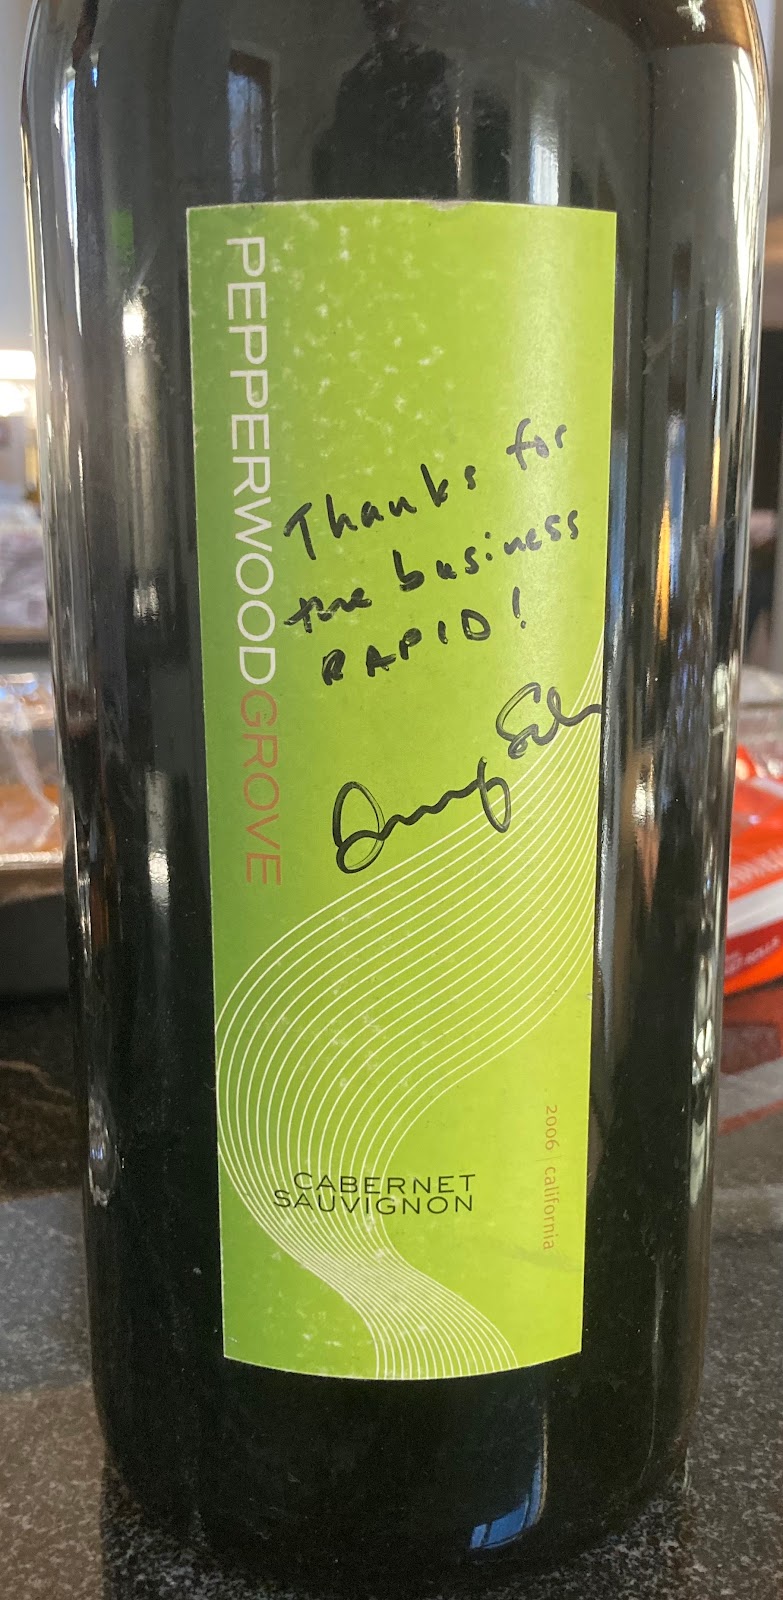 PEPPERWOODGROVE
Thanks for
the business
RAPID!
CABERNET
SAUVIGNON
2006 | california